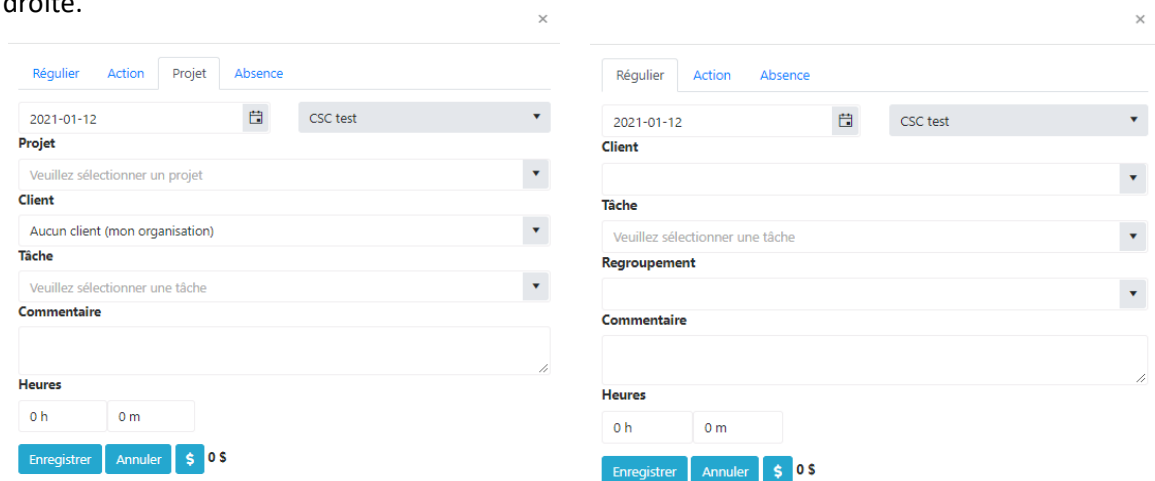 droite.
×
Régulier Action Projet Absence
2021-01-12 CSC test
Projet
Veuillez sélectionner un projet
Client
Aucun client (mon organisation)
Tâche
Veuillez sélectionner une tâche
Commentaire
Heures
0 h 0 m
Enregistrer Annuler $ 0 $
×
Régulier Action Absence
2021-01-12 CSC test
Client
Tâche
Veuillez sélectionner une tâche
Regroupement
Commentaire
Heures
0 h 0 m
Enregistrer Annuler $ 0 $